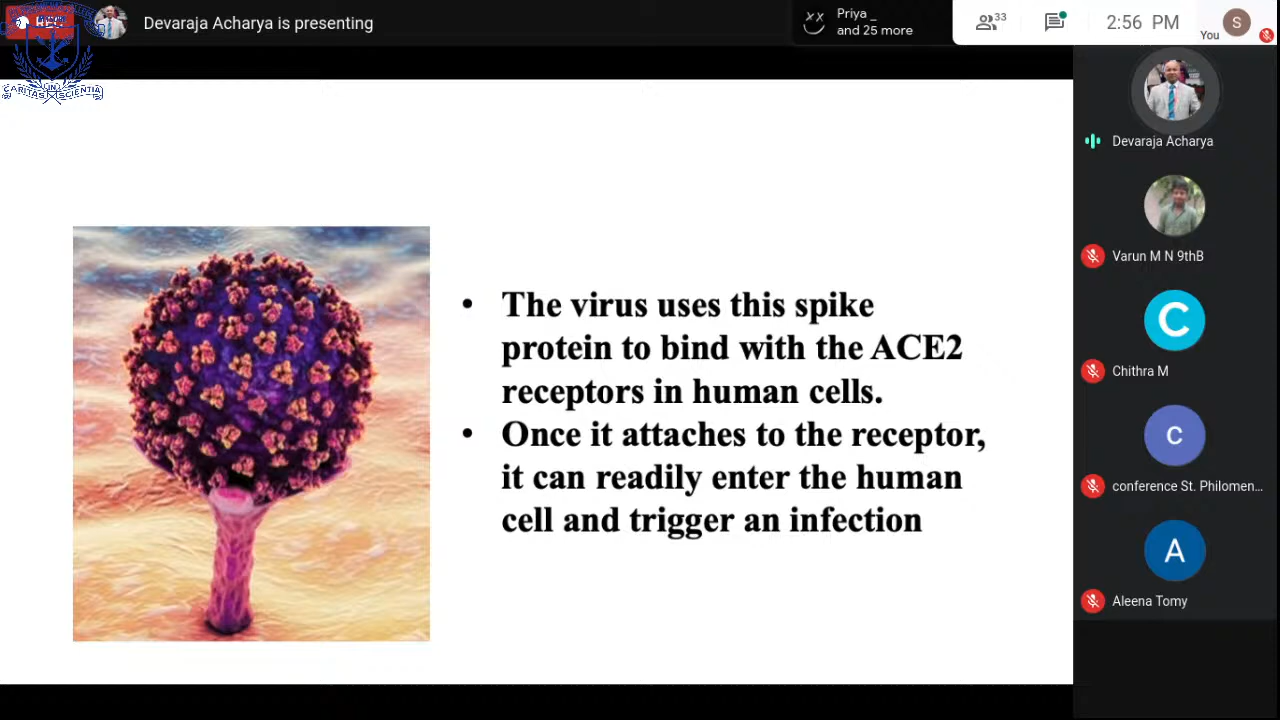 Devaraja Acharya is presenting
Priya _
and 25 more
33
2:56 PM
You
S
CARITAS
SCIENTIA
Devaraja Acharya
Varun M N 9thB
C
Chithra M
C
conference St. Philomen...
A
Aleena Tomy
• The virus uses this spike
protein to bind with the ACE2
receptors in human cells.
• Once it attaches to the receptor,
it can readily enter the human
cell and trigger an infection